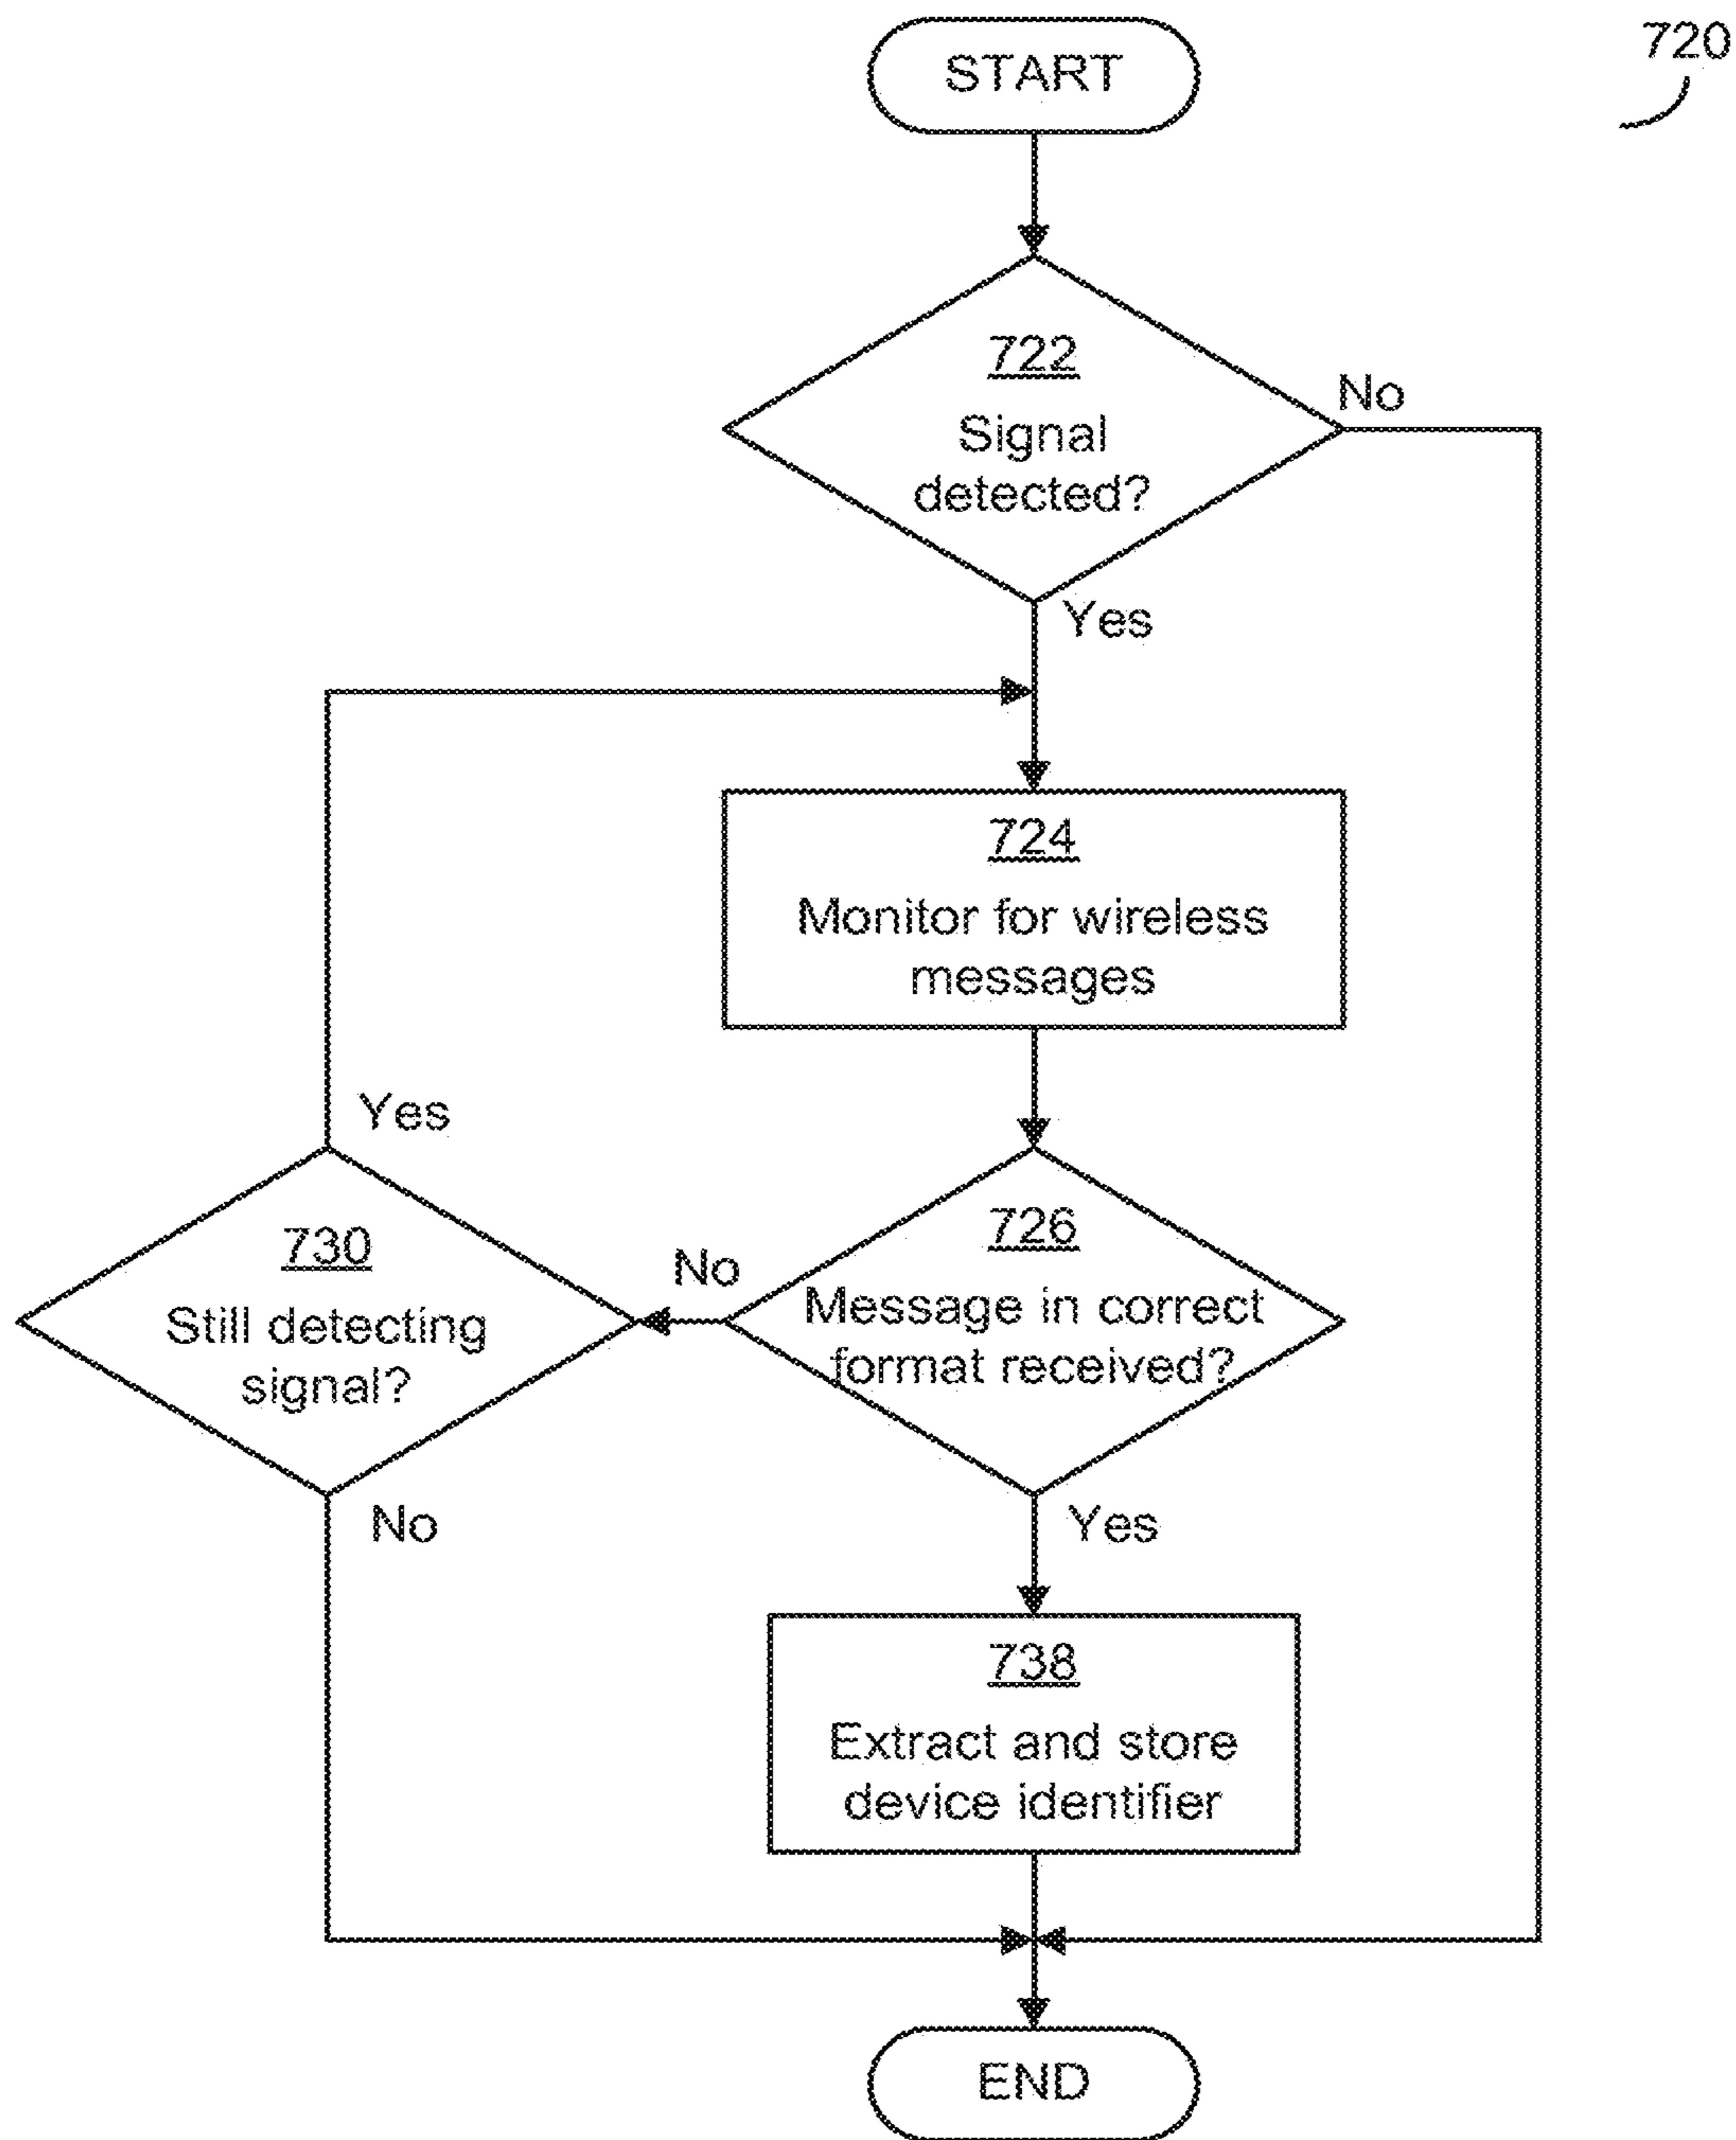 720
START
722
Signal
detected?
No
Yes
724
Monitor for wireless
messages
Yes
730
Still detecting
signal?
No
No
726
Message in correct
format received?
Yes
738
Extract and store
device identifier
END